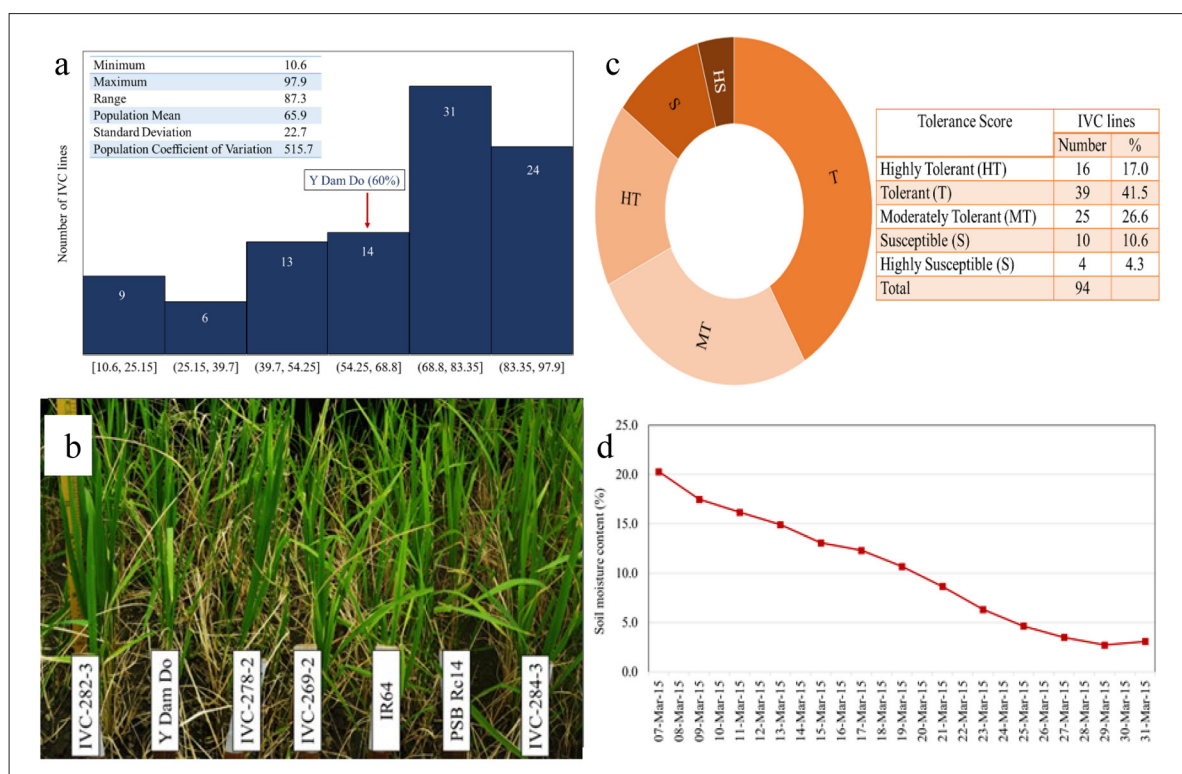 a
Minimum 10.6
Maximum 97.9
Range 87.3
Population Mean 65.9
Standard Deviation 22.7
Population Coefficient of Variation 515.7
Y Dam Do (60%)
Noumber of IVC lines
9
6
13
14
31
24
[10.6, 25.15] (25.15, 39.7] (39.7, 54.25] (54.25, 68.8] (68.8, 83.35] (83.35, 97.9]
c
T
MT
HT
S
HS
Tolerance Score IVC lines
Number %
Highly Tolerant (HT) 16 17.0
Tolerant (T) 39 41.5
Moderately Tolerant (MT) 25 26.6
Susceptible (S) 10 10.6
Highly Susceptible (S) 4 4.3
Total 94
b
IVC-282-3
Y Dam Do
IVC-278-2
IVC-269-2
IR64
PSB Rc14
IVC-284-3
d
Soil moisture content (%)
25.0
20.0
15.0
10.0
5.0
0.0
07-Mar-15
08-Mar-15
09-Mar-15
10-Mar-15
11-Mar-15
12-Mar-15
13-Mar-15
14-Mar-15
15-Mar-15
16-Mar-15
17-Mar-15
18-Mar-15
19-Mar-15
20-Mar-15
21-Mar-15
22-Mar-15
23-Mar-15
24-Mar-15
25-Mar-15
26-Mar-15
27-Mar-15
28-Mar-15
29-Mar-15
30-Mar-15
31-Mar-15